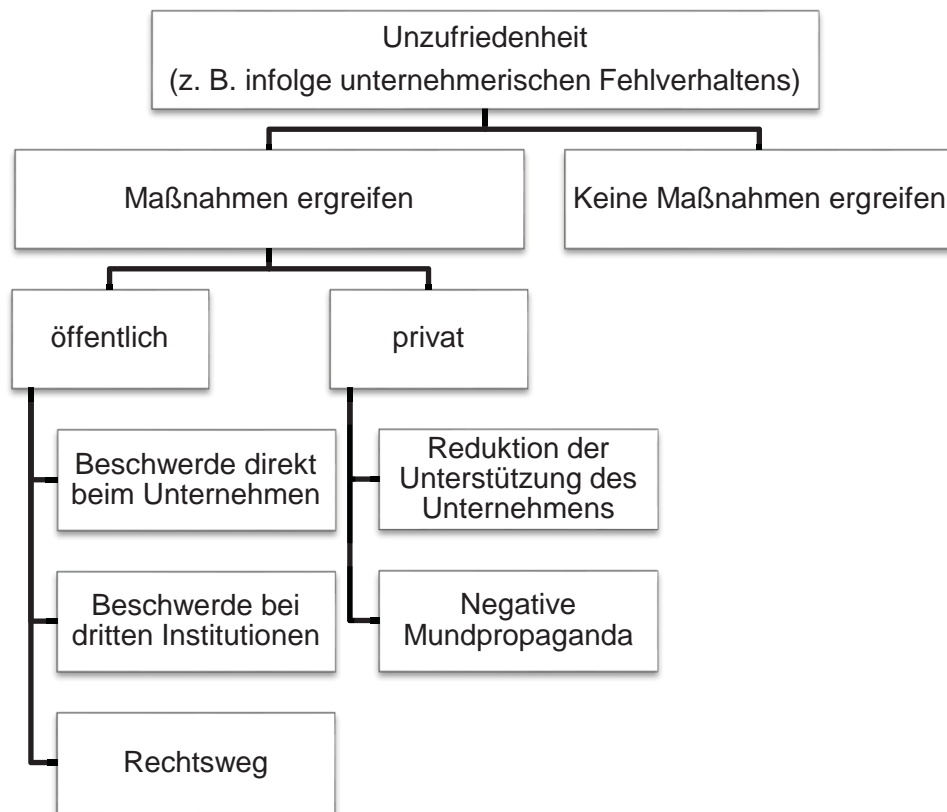 Unzufriedenheit
(z. B. infolge unternehmerischen Fehlverhaltens)
Maßnahmen ergreifen
Keine Maßnahmen ergreifen
öffentlich
privat
Beschwerde direkt
beim Unternehmen
Reduktion der
Unterstützung des
Unternehmens
Beschwerde bei
dritten Institutionen
Negative
Mundpropaganda
Rechtsweg